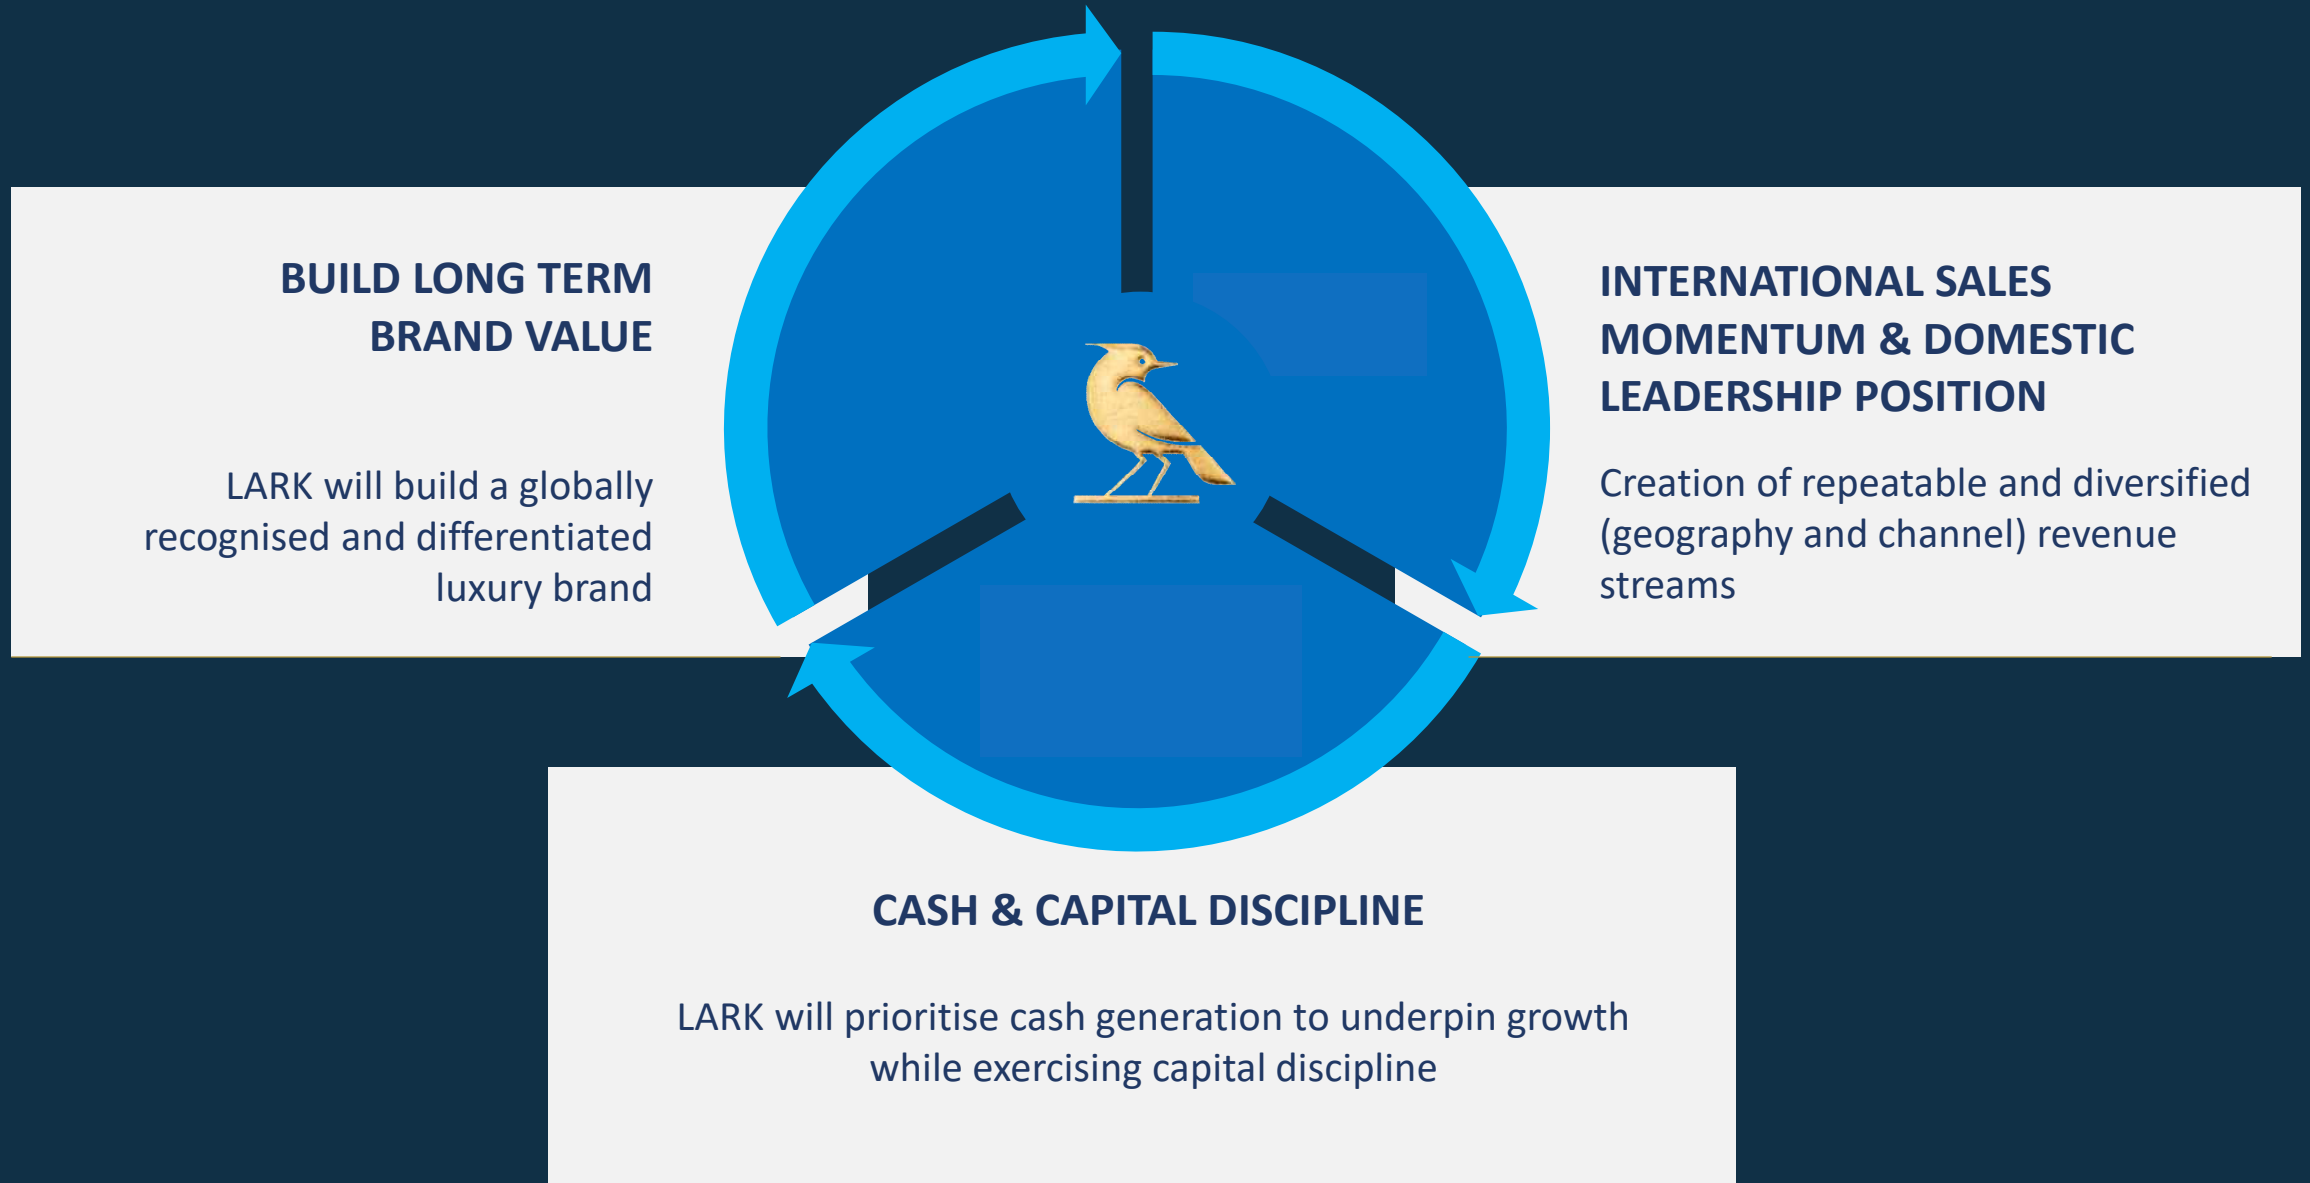 BUILD LONG TERM
BRAND VALUE
LARK will build a globally
recognised and differentiated
luxury brand
INTERNATIONAL SALES
MOMENTUM & DOMESTIC
LEADERSHIP POSITION
Creation of repeatable and diversified
(geography and channel) revenue
streams
CASH & CAPITAL DISCIPLINE
LARK will prioritise cash generation to underpin growth
while exercising capital discipline